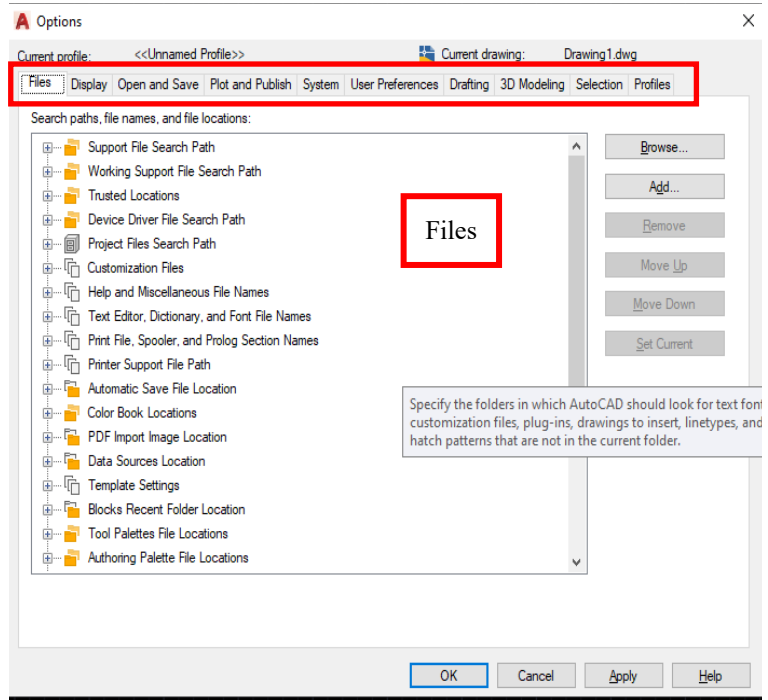 A Options
Current profile: <<Unnamed Profile>> Current drawing: Drawing1.dwg
Files Display Open and Save Plot and Publish System User Preferences Drafting 3D Modeling Selection Profiles
Search paths, file names, and file locations:
Support File Search Path
Working Support File Search Path
Trusted Locations
Device Driver File Search Path
Project Files Search Path
Customization Files
Help and Miscellaneous File Names
Text Editor, Dictionary, and Font File Names
Print File, Spooler, and Prolog Section Names
Printer Support File Path
Automatic Save File Location
Color Book Locations
PDF Import Image Location
Data Sources Location
Template Settings
Blocks Recent Folder Location
Tool Palettes File Locations
Authoring Palette File Locations
Files
Browse...
Add...
Remove
Move Up
Move Down
Set Current
Specify the folders in which AutoCAD should look for text font
customization files, plug-ins, drawings to insert, linetypes, and
hatch patterns that are not in the current folder.
OK Cancel Apply Help